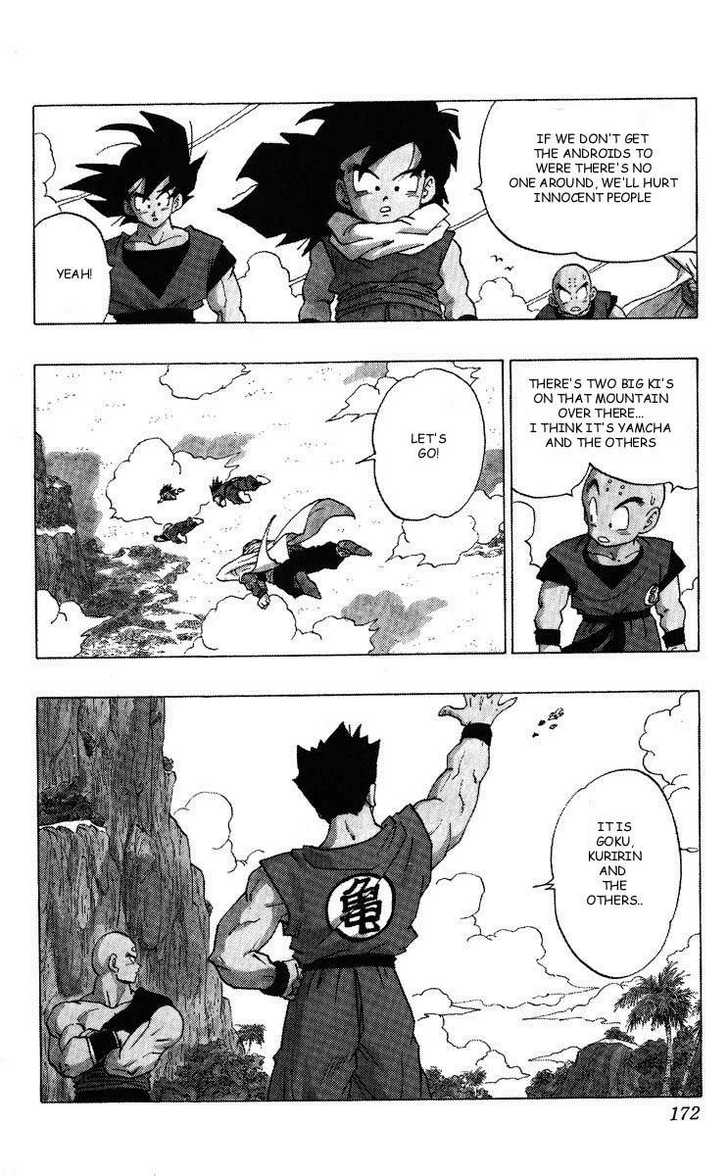 IF WE DON'T GET
THE ANDROIDS TO
WERE THERE'S NO
ONE AROUND, WE'LL HURT
INNOCENT PEOPLE
YEAH!
THERE'S TWO BIG KI'S
ON THAT MOUNTAIN
OVER THERE...
I THINK IT'S YAMCHA
AND THE OTHERS
LET'S
GO!
IT IS
GOKU,
KURIRIN
AND
THE
OTHERS..
亀
172